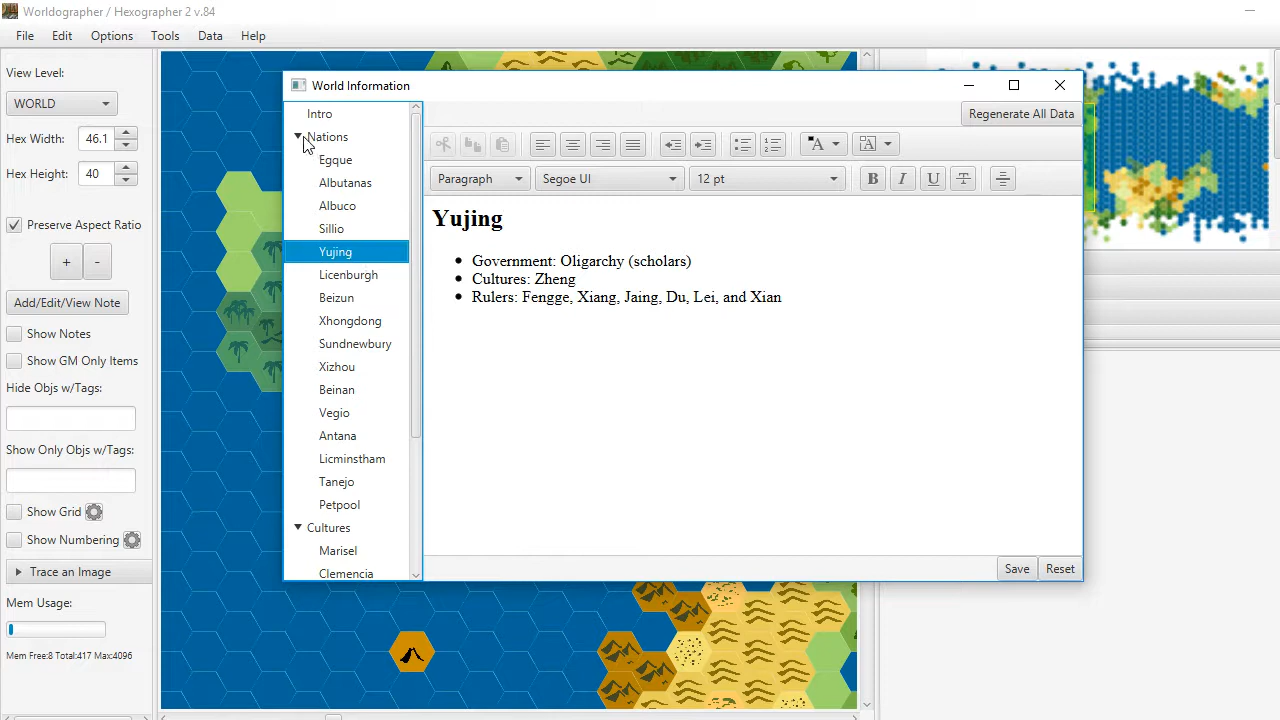 Worldographer / Hexographer 2 v.84
File Edit Options Tools Data Help
View Level:
WORLD
Hex Width: 46.1
Hex Height: 40
Preserve Aspect Ratio
-
Add/Edit/View Note
Show Notes
Show GM Only Items
Hide Objs w/Tags:
Show Only Objs w/Tags:
Show Grid
Show Numbering
Trace on Image
Mem Usage:
Mem Free:8 Total:417 Max:4096
World Information
Intro
Nations
Egque
Albutanas
Albuco
Sillio
Yujing
Licenburgh
Beizun
Xhongdong
Sundnewbury
Xizhou
Beinan
Vegio
Antana
Licminstham
Tanejo
Petpool
Cultures
Marisel
Clemencia
Regenerate All Data
A A
Paragraph Segoe UI 12 pt B I U
Yujing
• Government: Oligarchy (scholars)
• Cultures: Zheng
• Rulers: Fengge, Xiang, Jaing, Du, Lei, and Xian
Save Reset